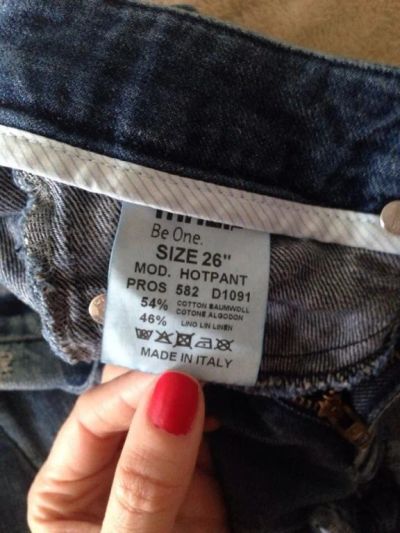 Be One.
SIZE 26"
MOD. HOTPANT
PROS 582 D1091
54% COTTON BAUMWOLL
COTONE ALGODON
46% LINO LIN LINEN
MADE IN ITALY